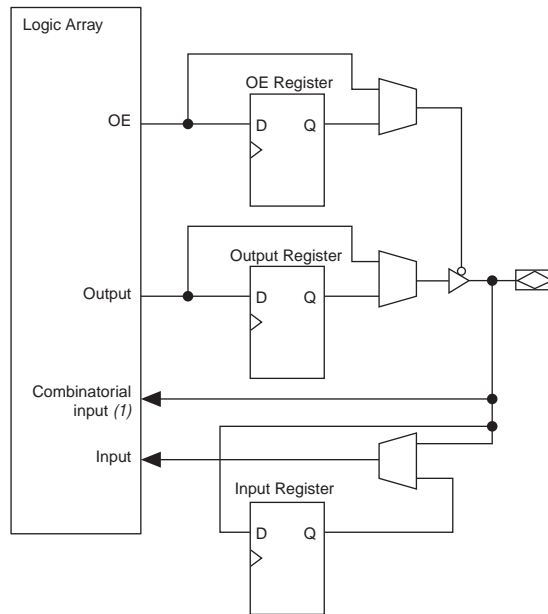 Logic Array
OE Register
OE
D
Q
Output Register
Output
D
Q
Combinatorial
input (1)
Input
Input Register
D
Q